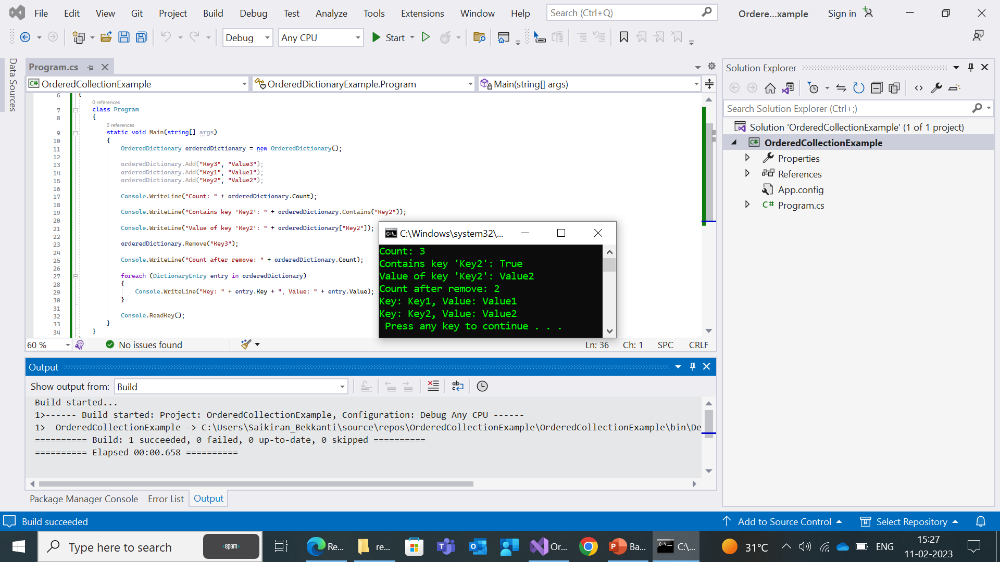 File Edit View Git Project Build Debug Test Analyze Tools Extensions Window Help Search (Ctrl+Q) Ordere...xample Sign in
Debug Any CPU Start
Data Sources
Program.cs
OrderedCollectionExample OrderedDictionaryExample.Program Main(string[] args)
6 {
0 references
7 class Program
8 {
0 references
9 static void Main(string[] args)
10 {
11 OrderedDictionary orderedDictionary = new OrderedDictionary();
12
13 orderedDictionary.Add("Key3", "Value3");
14 orderedDictionary.Add("Key1", "Value1");
15 orderedDictionary.Add("Key2", "Value2");
16
17 Console.WriteLine("Count: " + orderedDictionary.Count);
18
19 Console.WriteLine("Contains key 'Key2': " + orderedDictionary.Contains("Key2"));
20
21 Console.WriteLine("Value of key 'Key2': " + orderedDictionary["Key2"]);
22
23 orderedDictionary.Remove("Key3");
24
25 Console.WriteLine("Count after remove: " + orderedDictionary.Count);
26
27 foreach (DictionaryEntry entry in orderedDictionary)
28 {
29 Console.WriteLine("Key: " + entry.Key + ", Value: " + entry.Value);
30 }
31
32 Console.ReadKey();
33 }
34 }
C:\Windows\system32\...
Count: 3
Contains key 'Key2': True
Value of key 'Key2': Value2
Count after remove: 2
Key: Key1, Value: Value1
Key: Key2, Value: Value2
Press any key to continue . . .
60 % No issues found Ln: 36 Ch: 1 SPC CRLF
Output
Show output from: Build
Build started...
1>------ Build started: Project: OrderedCollectionExample, Configuration: Debug Any CPU ------
1> OrderedCollectionExample -> C:\Users\Saikiran_Bekkanti\source\repos\OrderedCollectionExample\OrderedCollectionExample\bin\De
========== Build: 1 succeeded, 0 failed, 0 up-to-date, 0 skipped ==========
========== Elapsed 00:00.658 ==========
Package Manager Console Error List Output
Solution Explorer
Search Solution Explorer (Ctrl+;)
Solution 'OrderedCollectionExample' (1 of 1 project)
C# OrderedCollectionExample
Properties
References
App.config
C# Program.cs
Build succeeded Add to Source Control Select Repository
Type here to search <epam> Re... re... Or... Ba... C:\... 31°C ENG 15:27
11-02-2023